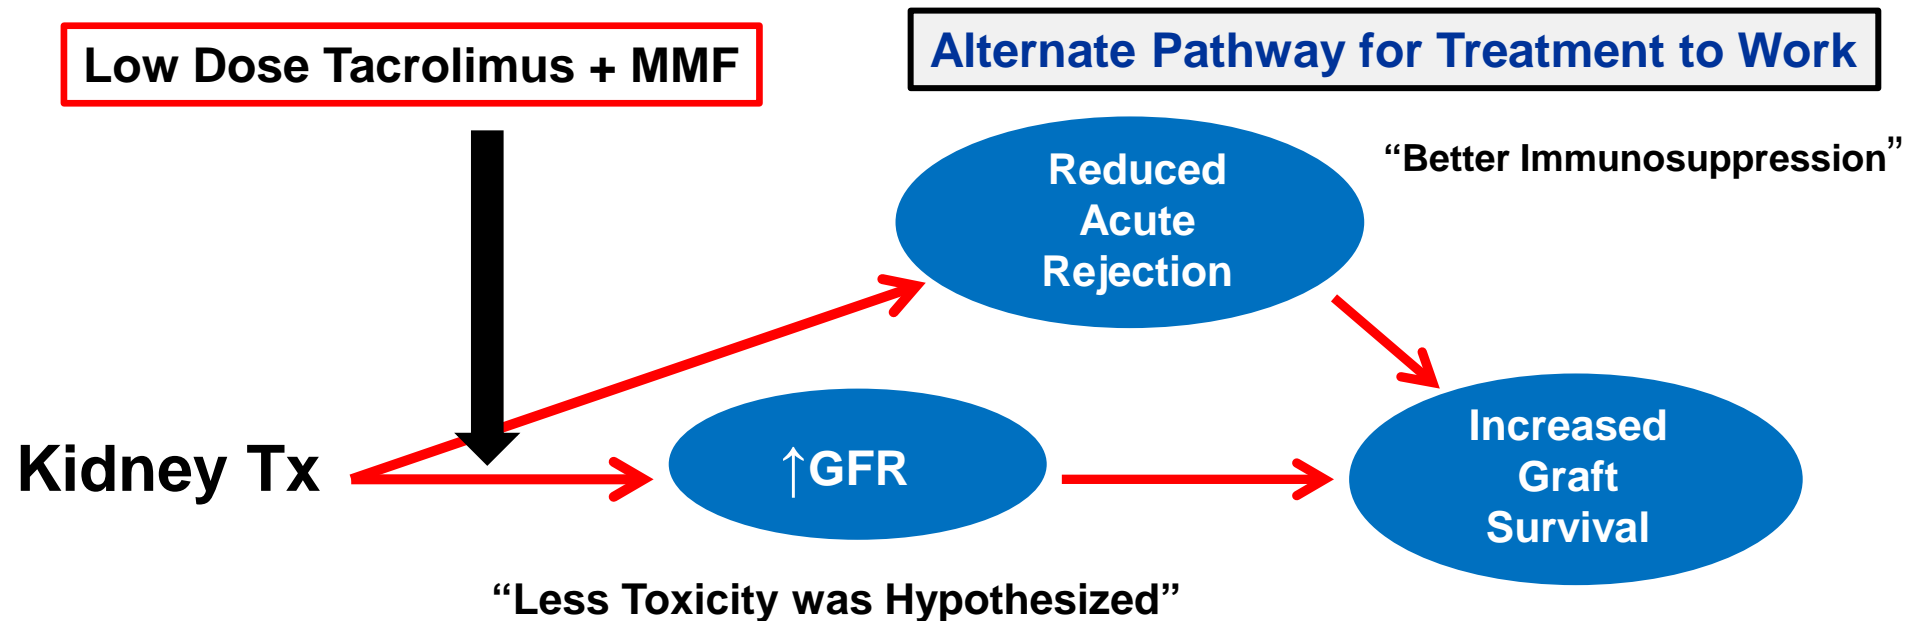 Low Dose Tacrolimus + MMF
Alternate Pathway for Treatment to Work
“Better Immunosuppression”
Reduced
Acute
Rejection
Kidney Tx
↑GFR
Increased
Graft
Survival
“Less Toxicity was Hypothesized”